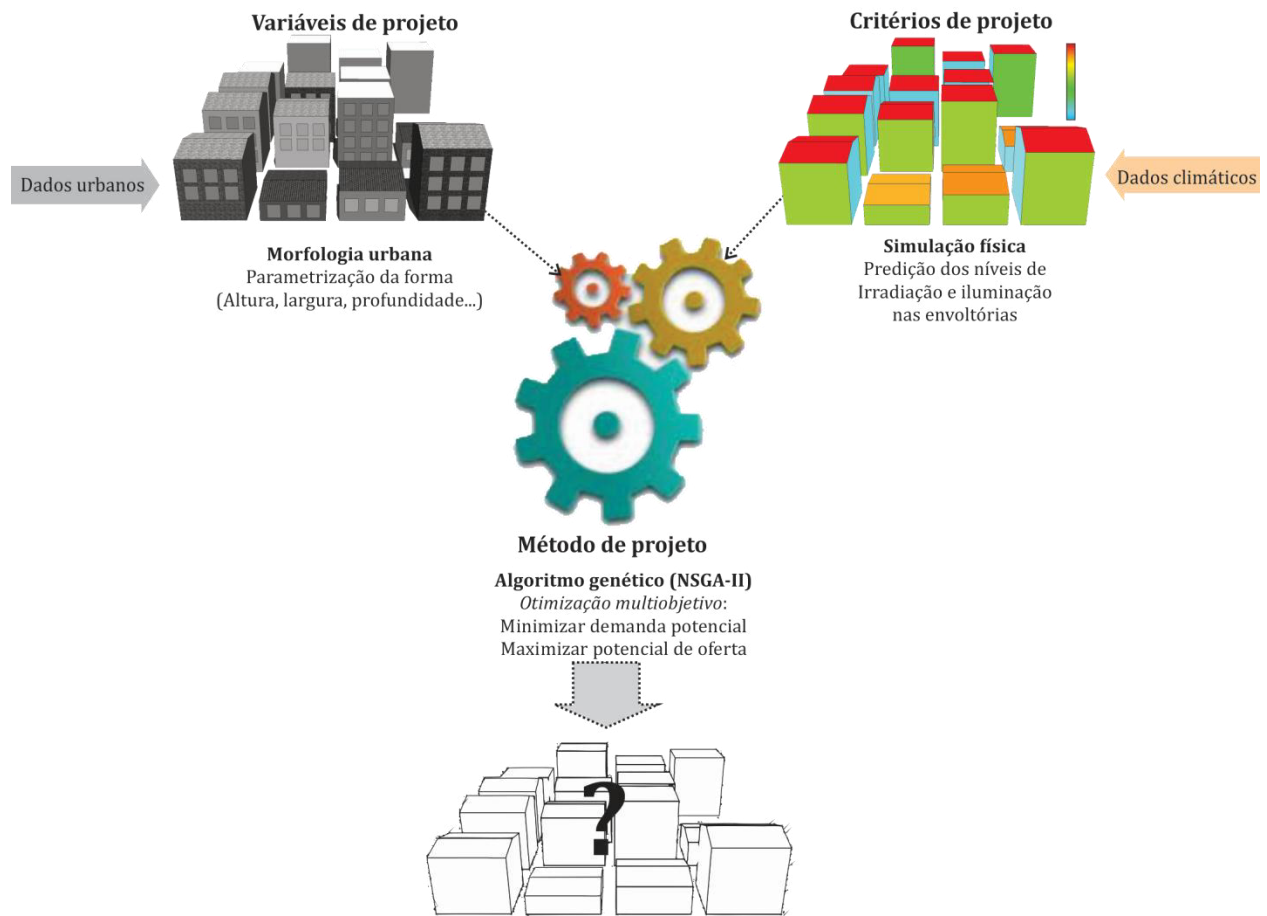 Variáveis de projeto
Critérios de projeto
Dados urbanos
Dados climáticos
Morfologia urbana
Parametrização da forma
(Altura, largura, profundidade...)
Simulação física
Predição dos níveis de
Irradiação e iluminação
nas envoltórias
Método de projeto
Algoritmo genético (NSGA-II)
Otimização multiobjetivo:
Minimizar demanda potencial
Maximizar potencial de oferta
?